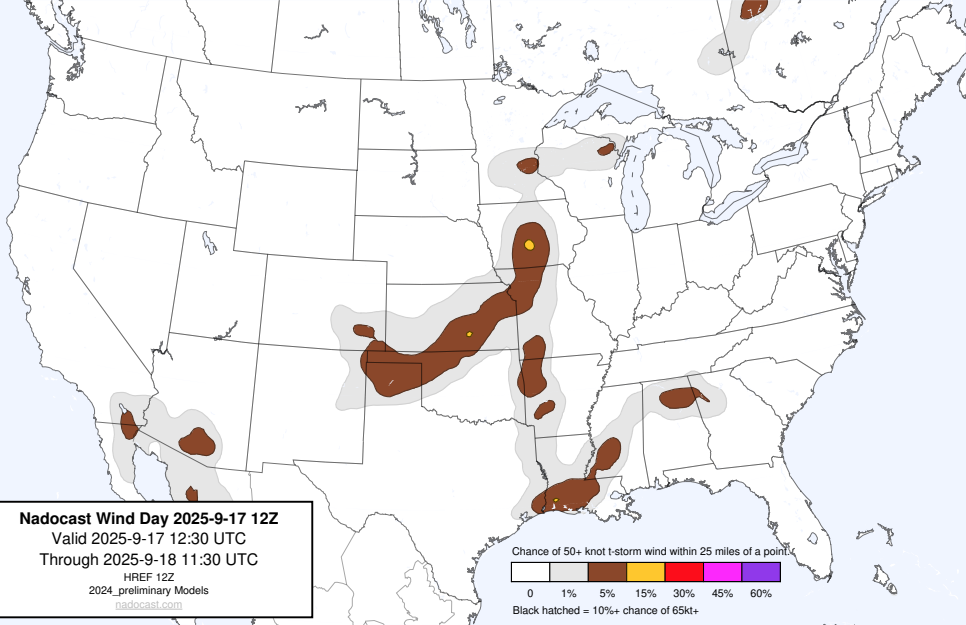 Nadocast Wind Day 2025-9-17 12Z
Valid 2025-9-17 12:30 UTC
Through 2025-9-18 11:30 UTC
HREF 12Z
2024_preliminary Models
nadocast.com
Chance of 50+ knot t-storm wind within 25 miles of a point.
0 1% 5% 15% 30% 45% 60%
Black hatched = 10%+ chance of 65kt+